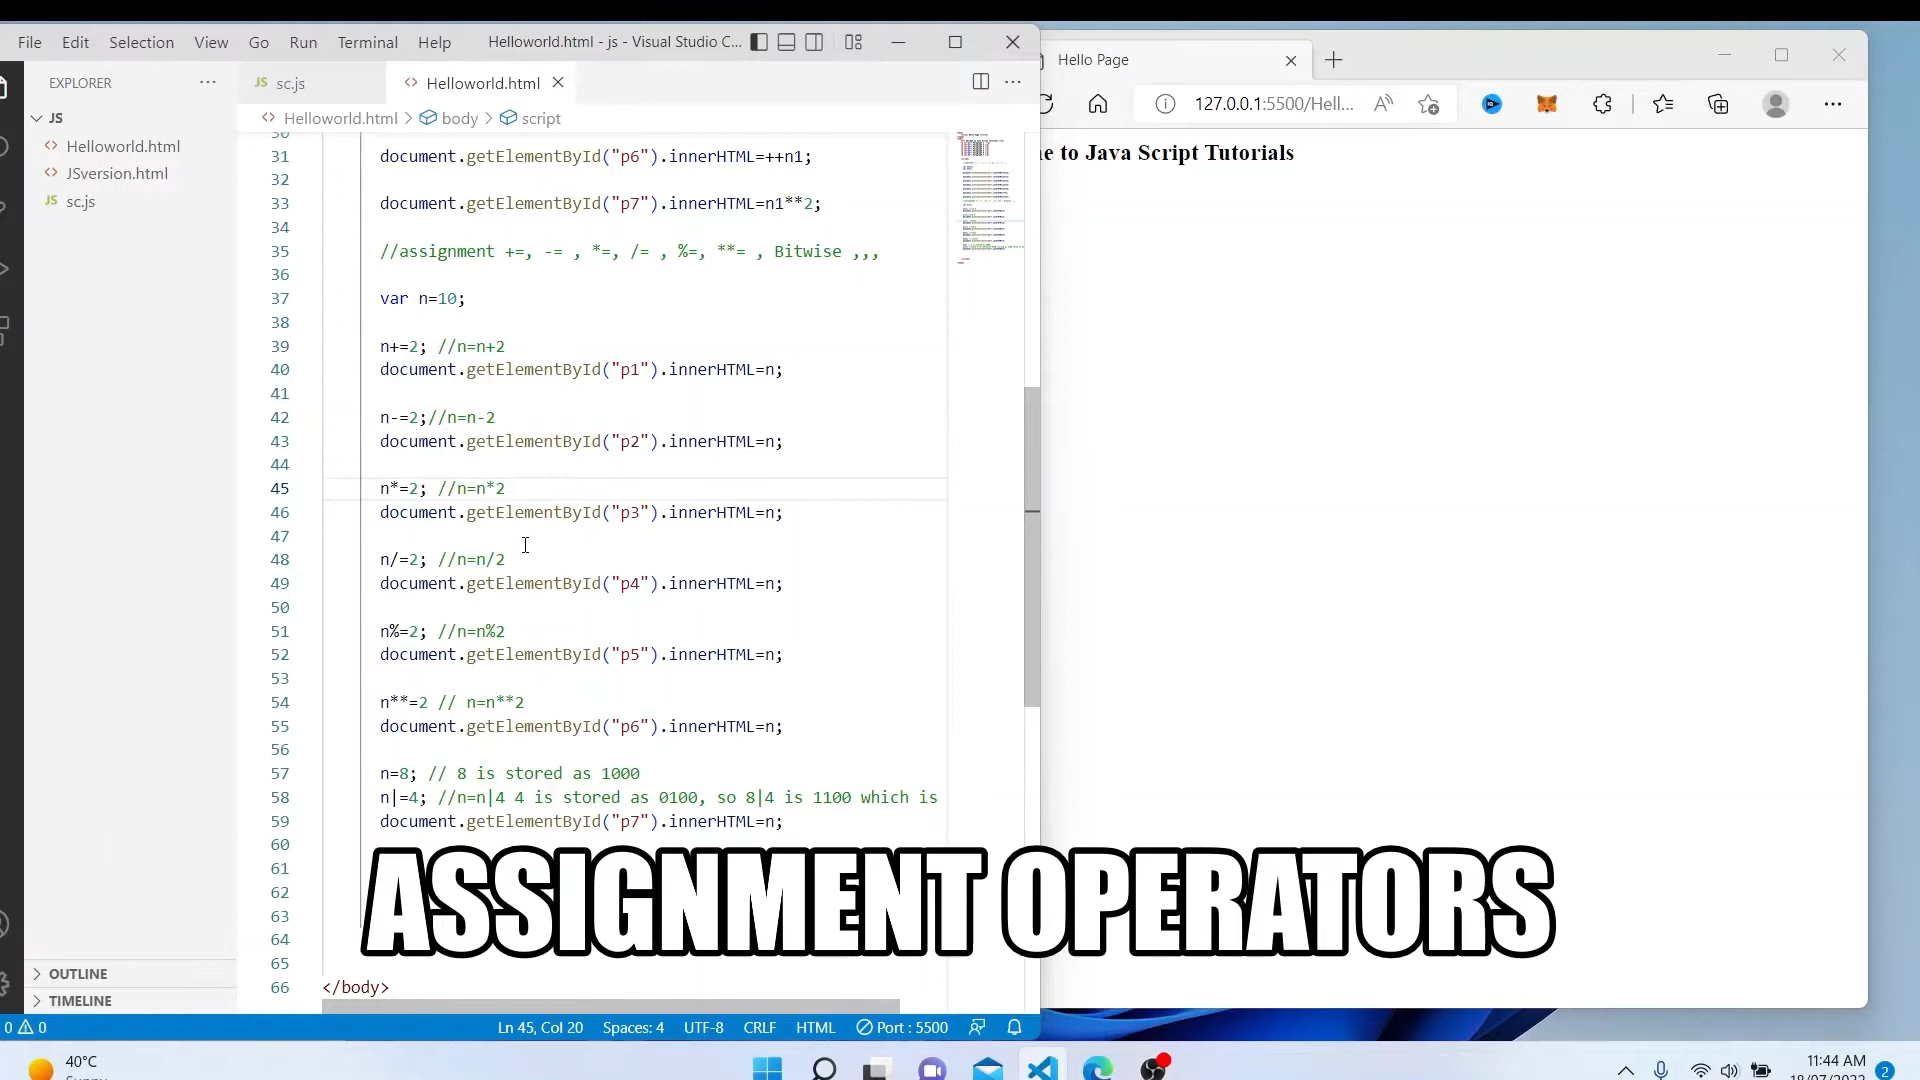 File Edit Selection View Go Run Terminal Help Helloworld.html - js - Visual Studio C...
Hello Page
EXPLORER
JS sc.js
Helloworld.html
127.0.0.1:5500/Hell...
JS
Helloworld.html > body > script
Helloworld.html
JSversion.html
JS sc.js
30
31 document.getElementById("p6").innerHTML=++n1;
32
33 document.getElementById("p7").innerHTML=n1**2;
34
35 //assignment +=, -= , *=, /= , %=, **= , Bitwise ,,,
36
37 var n=10;
38
39 n+=2; //n=n+2
40 document.getElementById("p1").innerHTML=n;
41
42 n-=2;//n=n-2
43 document.getElementById("p2").innerHTML=n;
44
45 n*=2; //n=n*2
46 document.getElementById("p3").innerHTML=n;
47
48 n/=2; //n=n/2
49 document.getElementById("p4").innerHTML=n;
50
51 n%=2; //n=n%2
52 document.getElementById("p5").innerHTML=n;
53
54 n**=2 // n=n**2
55 document.getElementById("p6").innerHTML=n;
56
57 n=8; // 8 is stored as 1000
58 n|=4; //n=n|4 4 is stored as 0100, so 8|4 is 1100 which is
59 document.getElementById("p7").innerHTML=n;
60
61
62
63
64
65
66 </body>
to Java Script Tutorials
ASSIGNMENT OPERATORS
OUTLINE
TIMELINE
0 0
Ln 45, Col 20 Spaces: 4 UTF-8 CRLF HTML Port : 5500
40°C
11:44 AM
2